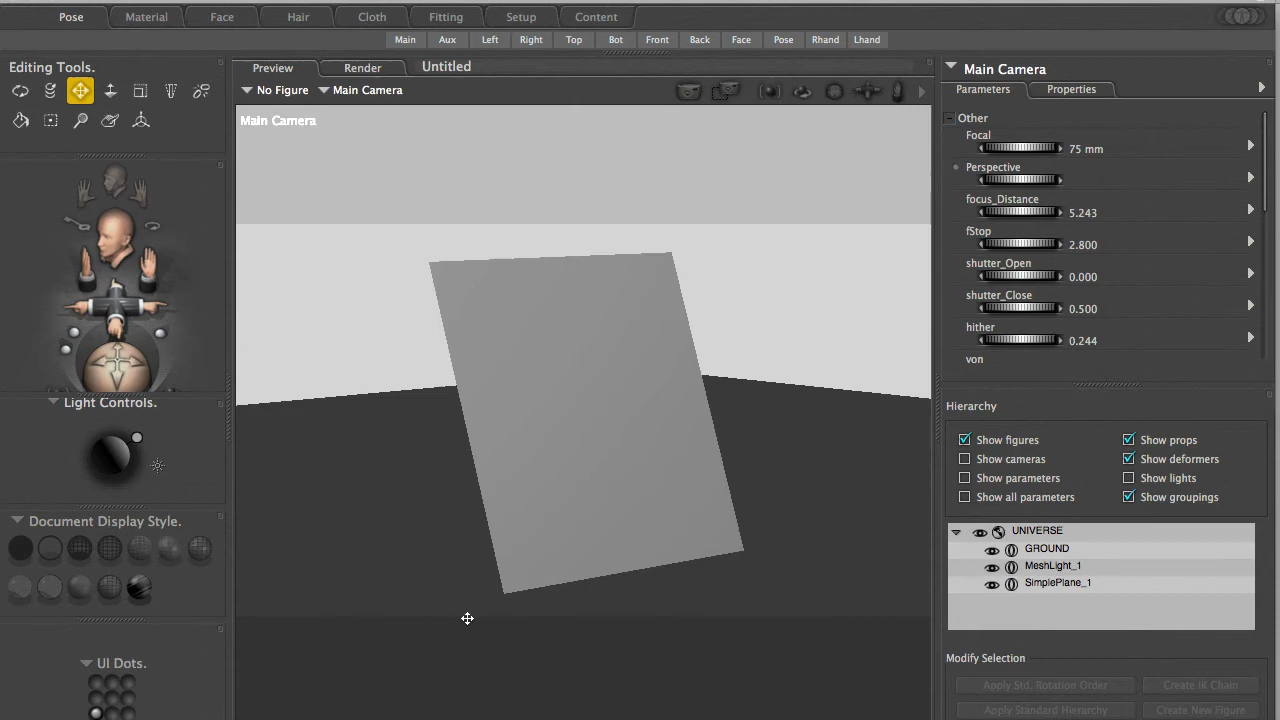 Pose Material Face Hair Cloth Fitting Setup Content
Main Aux Left Right Top Bot Front Back Face Pose Rhand Lhand
Editing Tools.
Preview Render Untitled
No Figure Main Camera
Main Camera
Light Controls.
Document Display Style.
UI Dots.
Main Camera
Parameters Properties
Other
Focal
75 mm
Perspective
focus_Distance
5.243
fStop
2.800
shutter_Open
0.000
shutter_Close
0.500
hither
0.244
yon
Hierarchy
Show figures Show props
Show cameras Show deformers
Show parameters Show lights
Show all parameters Show groupings
UNIVERSE
GROUND
MeshLight_1
SimplePlane_1
Modify Selection
Apply Std. Rotation Order Create IK Chain
Apply Standard Hierarchy Create New Figure